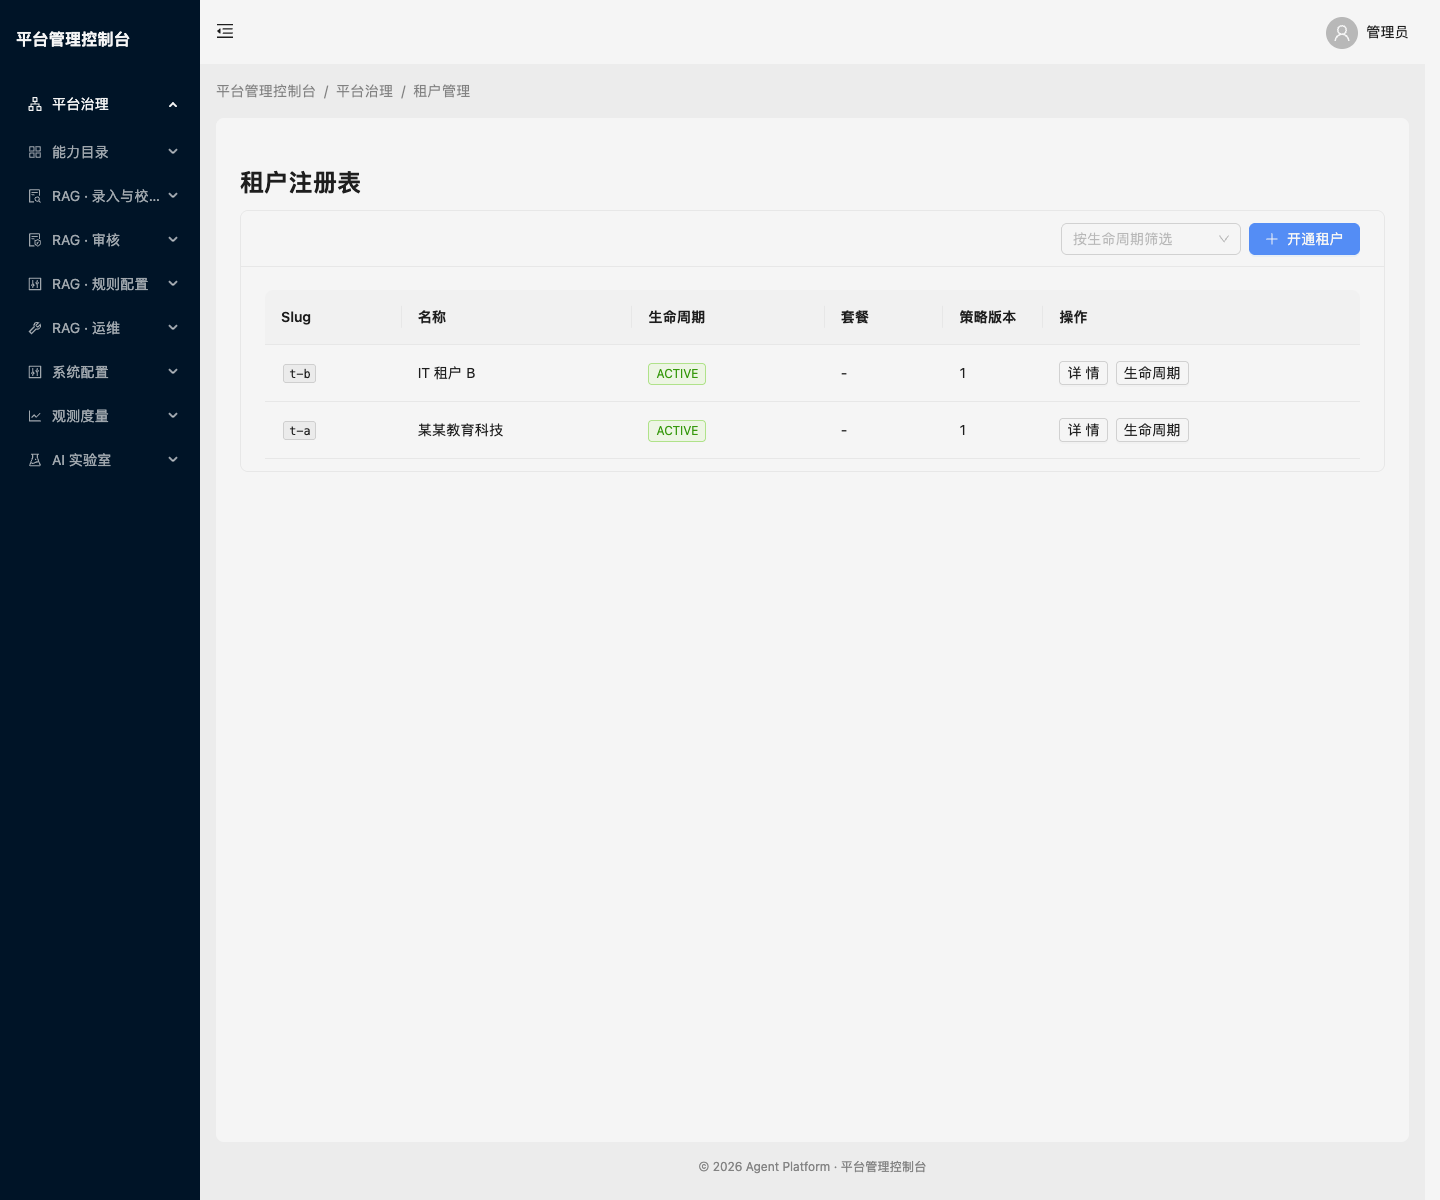 平台管理控制台
平台治理
能力目录
RAG · 录入与校...
RAG · 审核
RAG · 规则配置
RAG · 运维
系统配置
观测度量
AI 实验室
管理员
平台管理控制台 / 平台治理 / 租户管理
租户注册表
按生命周期筛选
开通租户
Slug 名称 生命周期 套餐 策略版本 操作
t-b IT 租户 B ACTIVE - 1 详 情 生命周期
t-a 某某教育科技 ACTIVE - 1 详 情 生命周期
© 2026 Agent Platform · 平台管理控制台